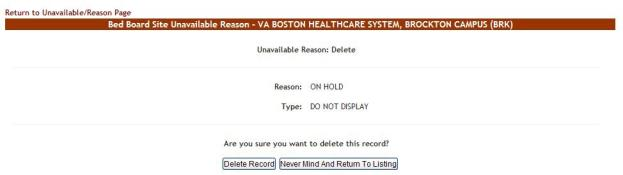 Return to Unavailable/Reason Page
Bed Board Site Unavailable Reason - VA BOSTON HEALTHCARE SYSTEM, BROCKTON CAMPUS (BRK)
Unavailable Reason: Delete
Reason: ON HOLD
Type: DO NOT DISPLAY
Are you sure you want to delete this record?
Delete Record Never Mind And Return To Listing